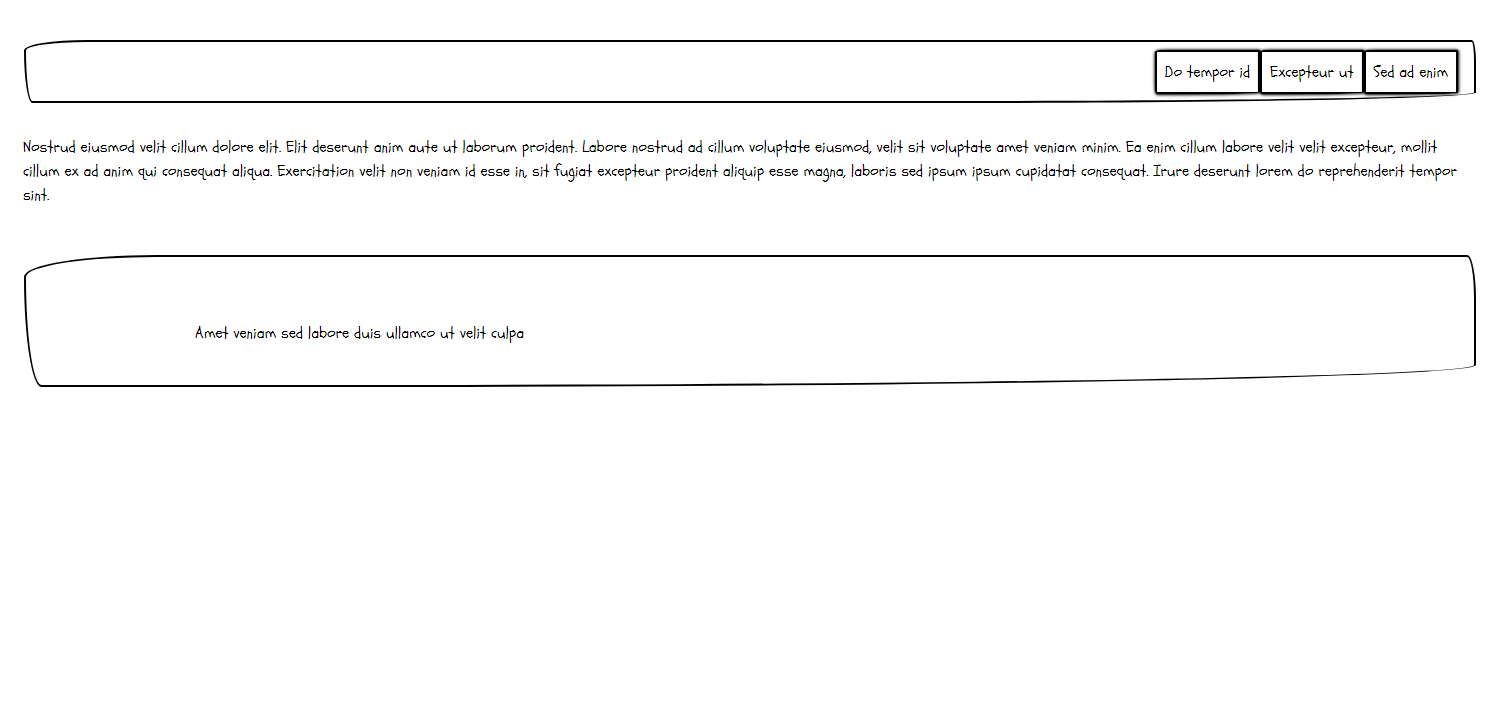 Do tempor id Excepteur ut Sed ad enim
Nostrud eiusmod velit cillum dolore elit. Elit deserunt anim aute ut laborum proident. Labore nostrud ad cillum voluptate eiusmod, velit sit voluptate amet veniam minim. Ea enim cillum labore velit velit excepteur, mollit
cillum ex ad anim qui consequat aliqua. Exercitation velit non veniam id esse in, sit fugiat excepteur proident aliquip esse magna, laboris sed ipsum ipsum cupidatat consequat. Irure deserunt lorem do reprehenderit tempor
sint.
Amet veniam sed labore duis ullamco ut velit culpa